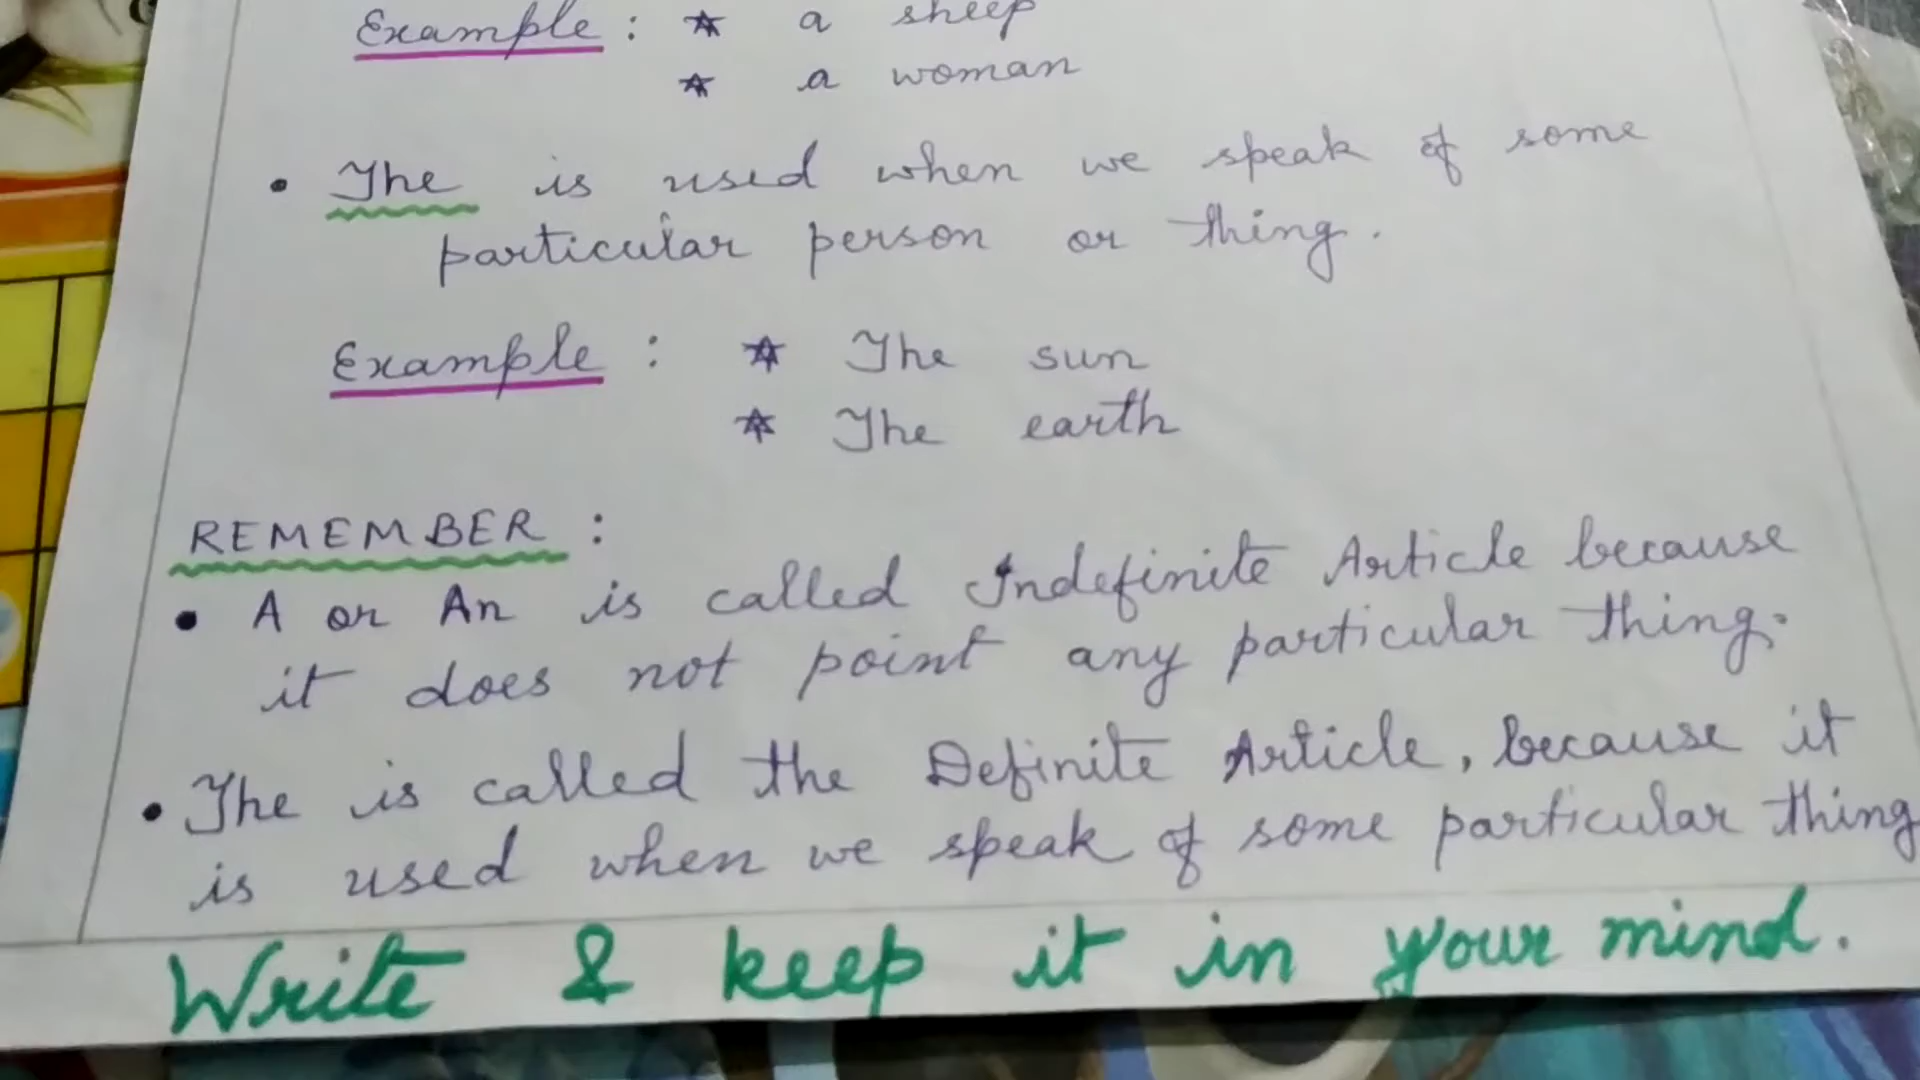 Example : * a sheep
* a woman
• The is used when we speak of some
particular person or thing.
Example : * The sun
* The earth
REMEMBER :
• A or An is called Indefinite Article because
it does not point any particular thing.
• The is called the Definite Article, because it
is used when we speak of some particular thing
Write & keep it in your mind.